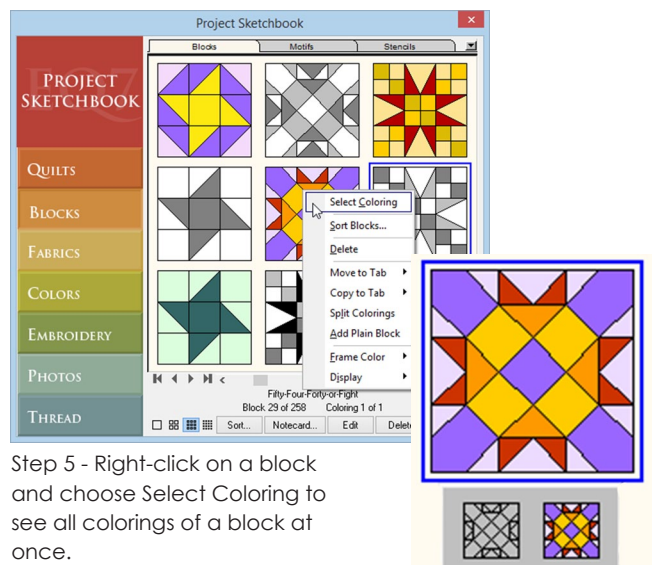 Project Sketchbook
x
Blocks Motifs Stencils
PROJECT
SKETCHBOOK
QUILTS
BLOCKS
FABRICS
COLORS
EMBROIDERY
PHOTOS
THREAD
Select Coloring
Sort Blocks...
Delete
Move to Tab
Copy to Tab
Split Colorings
Add Plain Block
Frame Color
Display
Fifty-Four-Forty-or-Fight
Block 29 of 258 Coloring 1 of 1
Sort... Notecard... Edit Delete
Step 5 - Right-click on a block
and choose Select Coloring to
see all colorings of a block at
once.